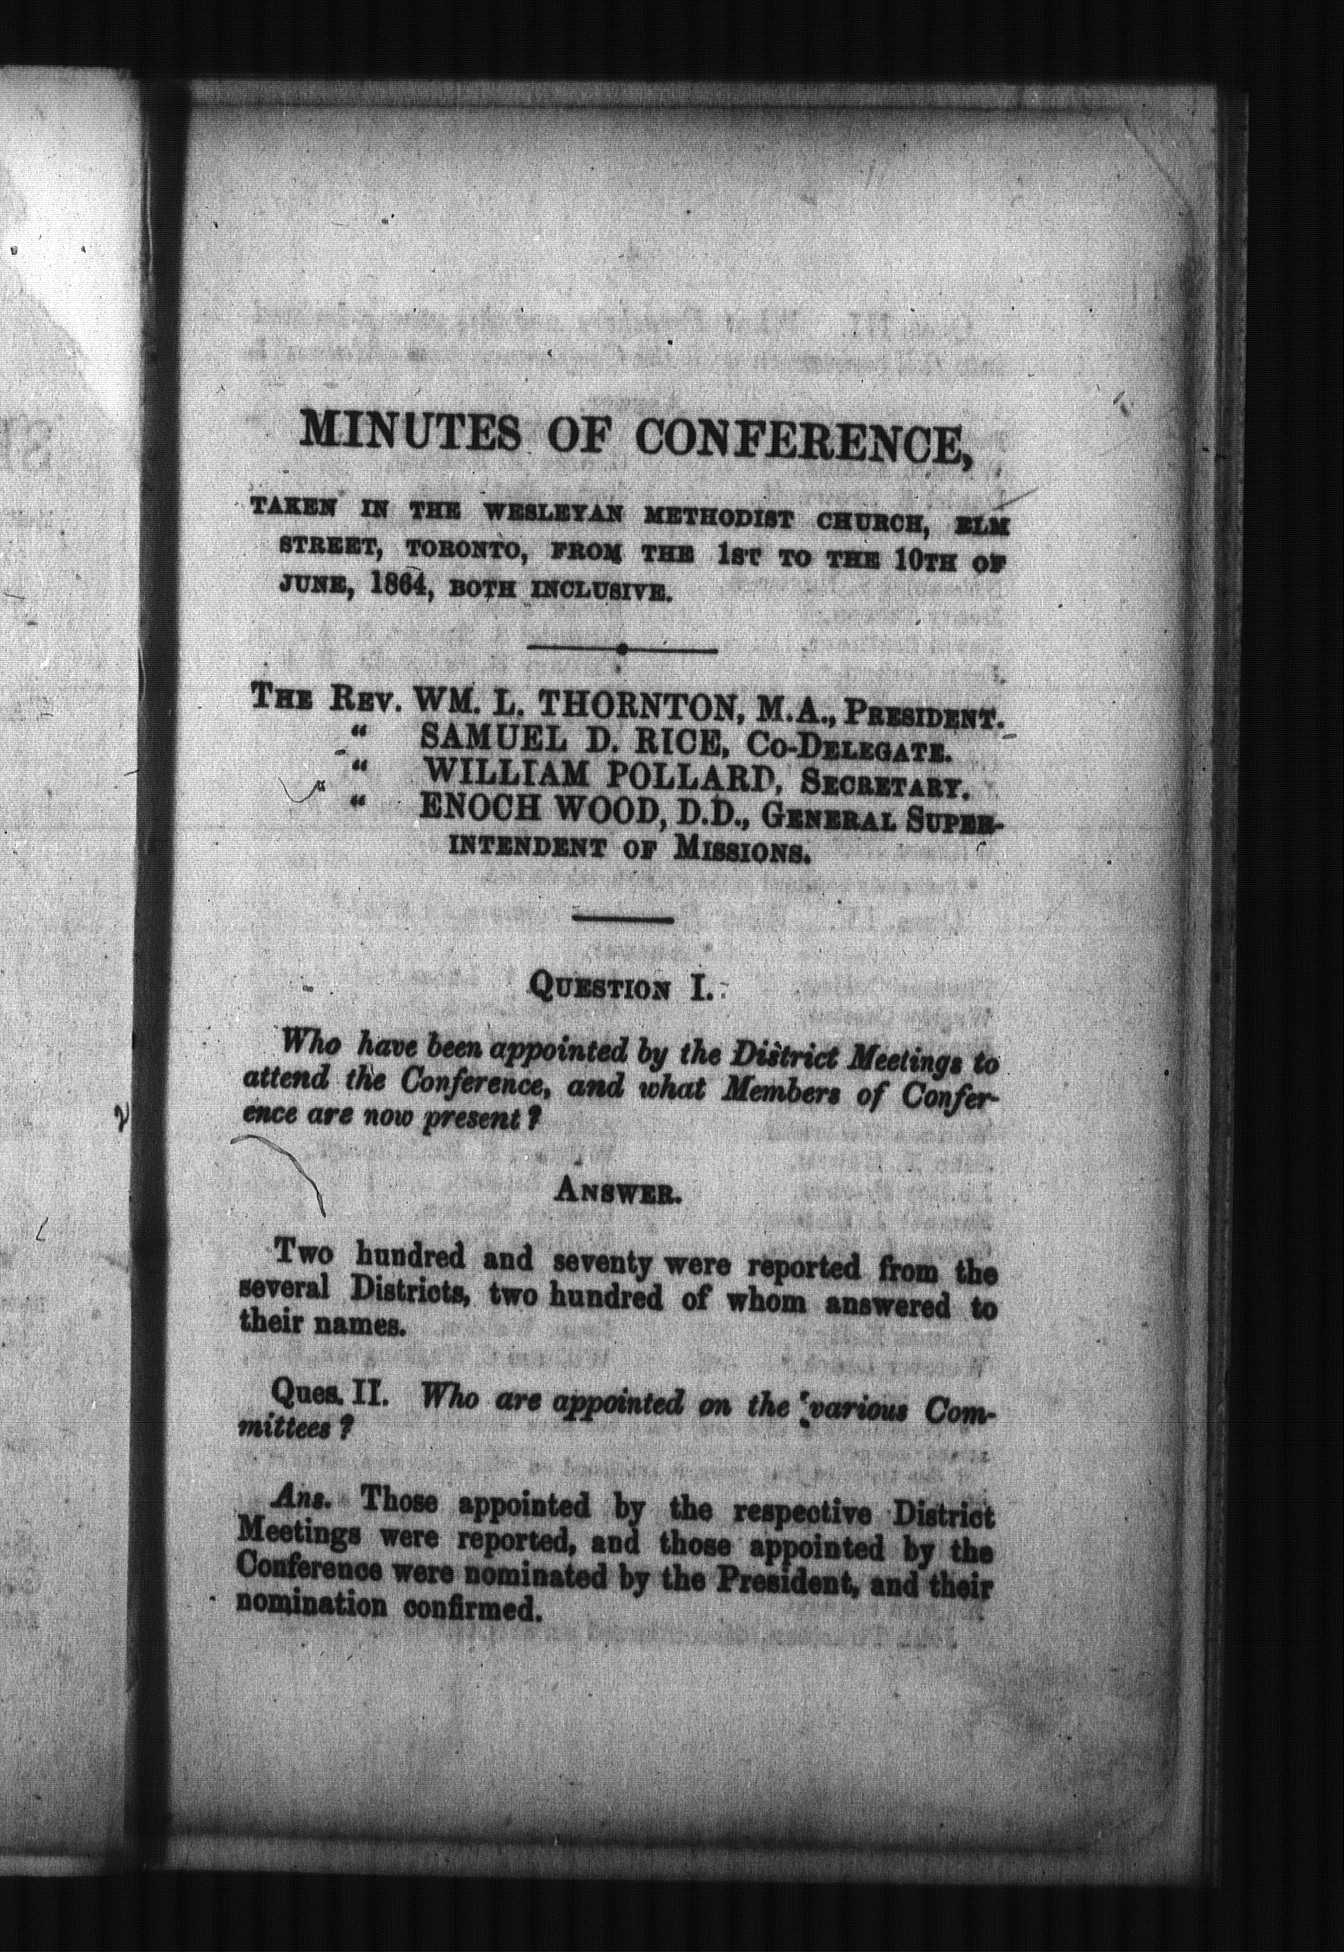 MINUTES OF CONFERENCE,
TAKEN IN THE WESLEYAN METHODIST CHURCH, ELM
STREET, TORONTO, FROM THE 1ST TO THE 10TH OF
JUNE, 1864, BOTH INCLUSIVE.
THE REV. WM. L. THORNTON, M.A., PRESIDENT.
“ SAMUEL D. RICE, CO-DELEGATE.
“ WILLIAM POLLARD, SECRETARY.
“ ENOCH WOOD, D.D., GENERAL SUPER-
INTENDENT OF MISSIONS.
QUESTION I.
Who have been appointed by the District Meetings to
attend the Conference, and what Members of Confer-
ence are now present?
ANSWER.
Two hundred and seventy were reported from the
several Districts, two hundred of whom answered to
their names.
Ques. II. Who are appointed on the various Com-
mittees?
Ans. Those appointed by the respective District
Meetings were reported, and those appointed by the
Conference were nominated by the President, and their
nomination confirmed.